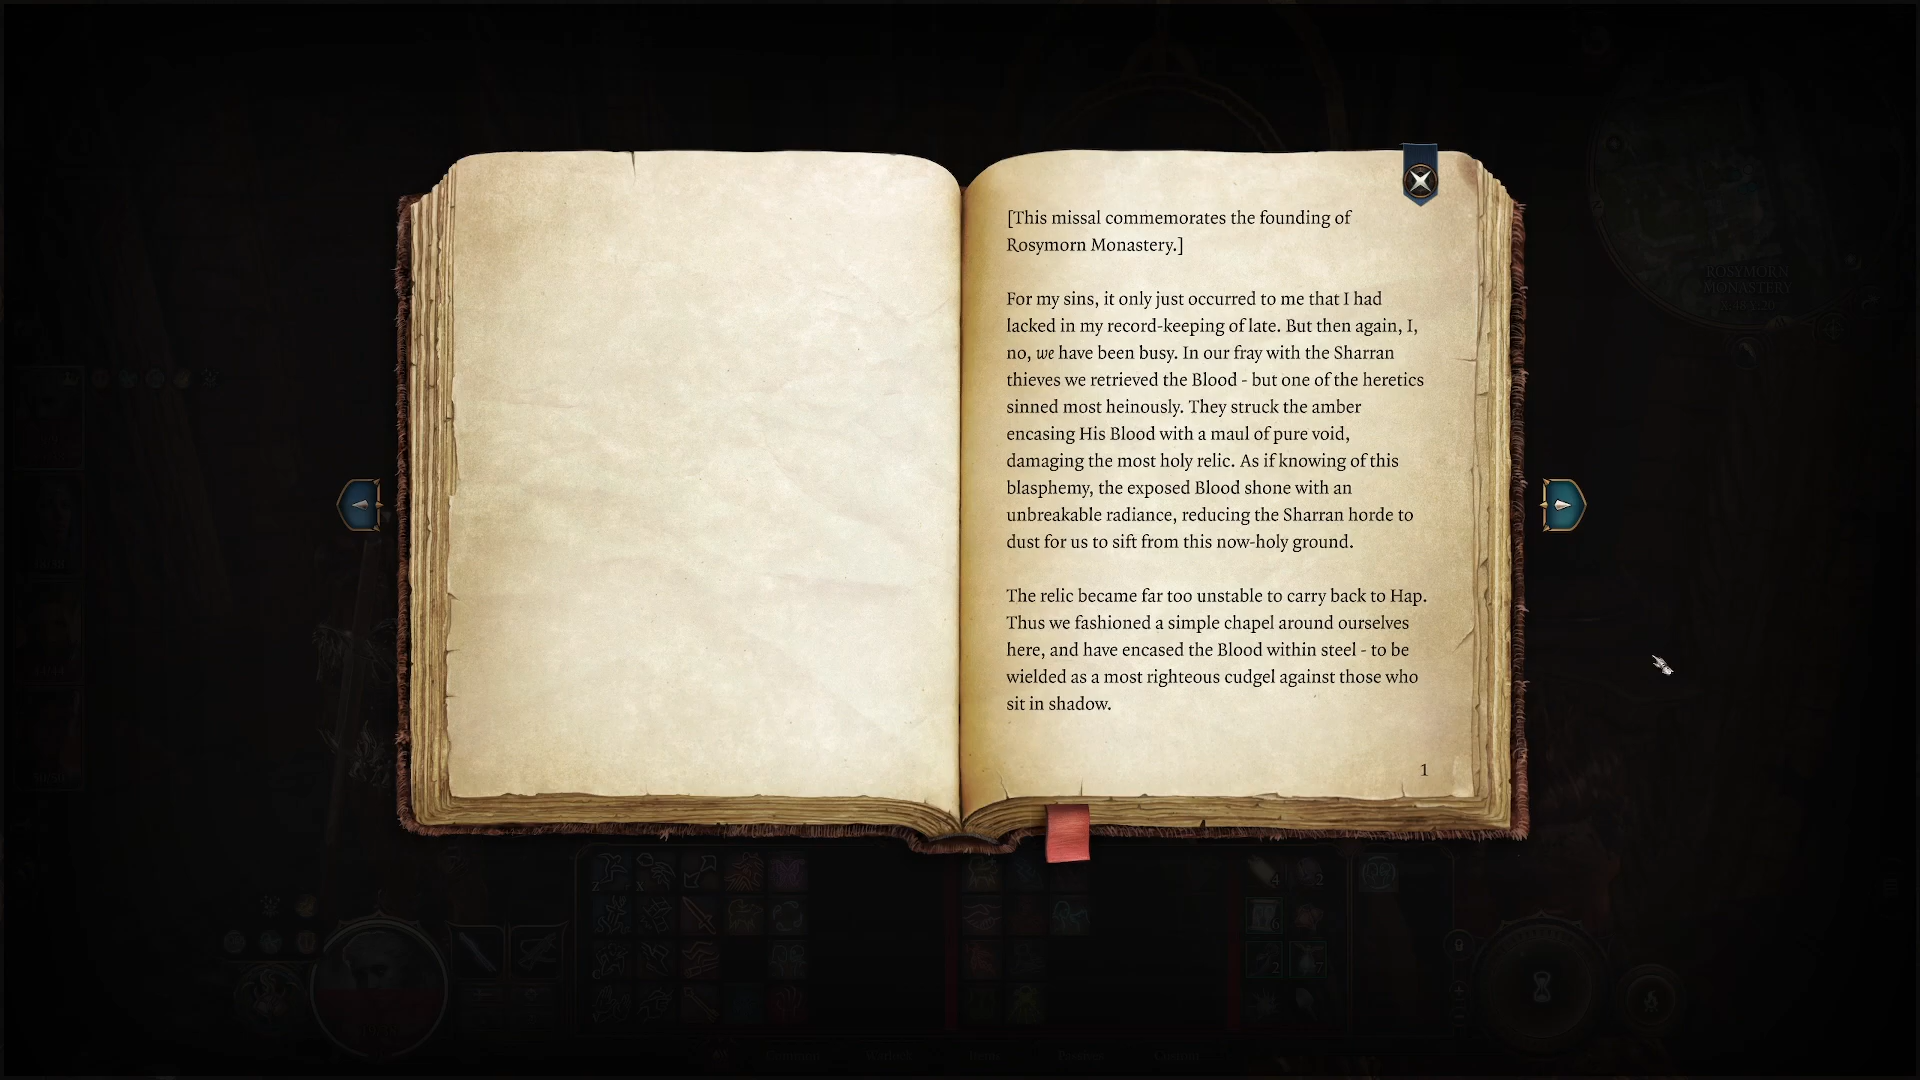 [This missal commemorates the founding of
Rosymorn Monastery.]
For my sins, it only just occurred to me that I had
lacked in my record-keeping of late. But then again, I,
no, we have been busy. In our fray with the Sharran
thieves we retrieved the Blood - but one of the heretics
sinned most heinously. They struck the amber
encasing His Blood with a maul of pure void,
damaging the most holy relic. As if knowing of this
blasphemy, the exposed Blood shone with an
unbreakable radiance, reducing the Sharran horde to
dust for us to sift from this now-holy ground.
The relic became far too unstable to carry back to Hap.
Thus we fashioned a simple chapel around ourselves
here, and have encased the Blood within steel - to be
wielded as a most righteous cudgel against those who
sit in shadow.
1
ROSYMORN
MONASTERY